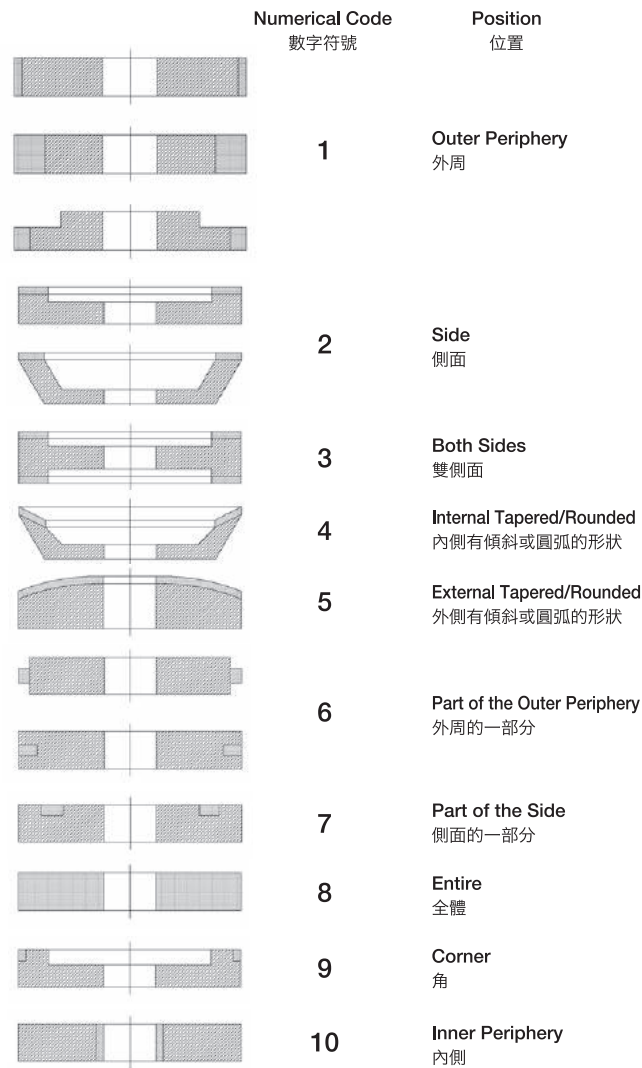 Numerical Code Position
數字符號 位置
1 Outer Periphery
外周
2 Side
側面
3 Both Sides
雙側面
4 Internal Tapered/Rounded
內側有傾斜或圓弧的形狀
5 External Tapered/Rounded
外側有傾斜或圓弧的形狀
6 Part of the Outer Periphery
外周的一部分
7 Part of the Side
側面的一部分
8 Entire
全體
9 Corner
角
10 Inner Periphery
內側